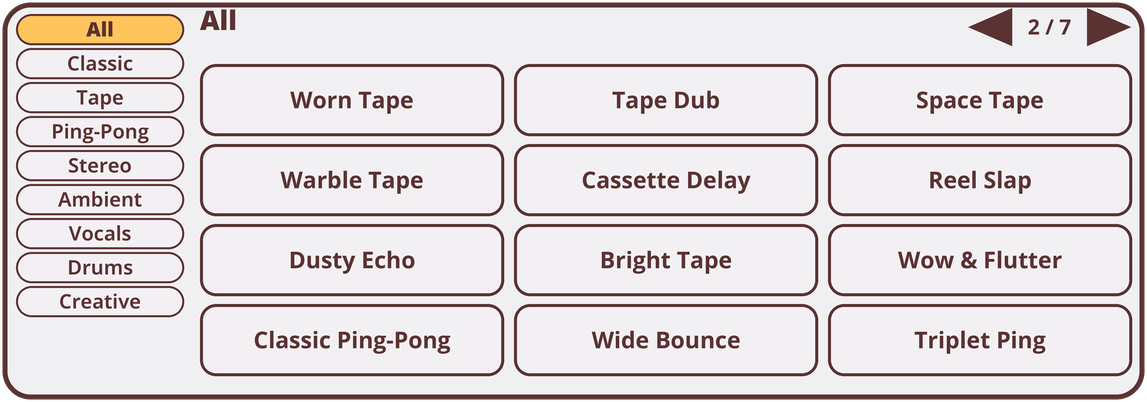 All
Classic
Tape
Ping-Pong
Stereo
Ambient
Vocals
Drums
Creative
All
2 / 7
Worn Tape
Tape Dub
Space Tape
Warble Tape
Cassette Delay
Reel Slap
Dusty Echo
Bright Tape
Wow & Flutter
Classic Ping-Pong
Wide Bounce
Triplet Ping